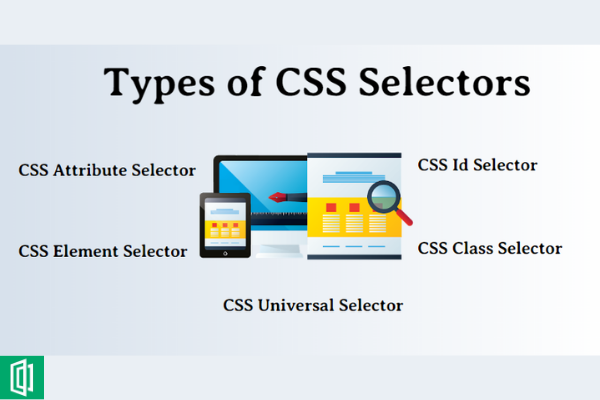 Types of CSS Selectors
CSS Attribute Selector
CSS Id Selector
CSS Element Selector
CSS Class Selector
CSS Universal Selector